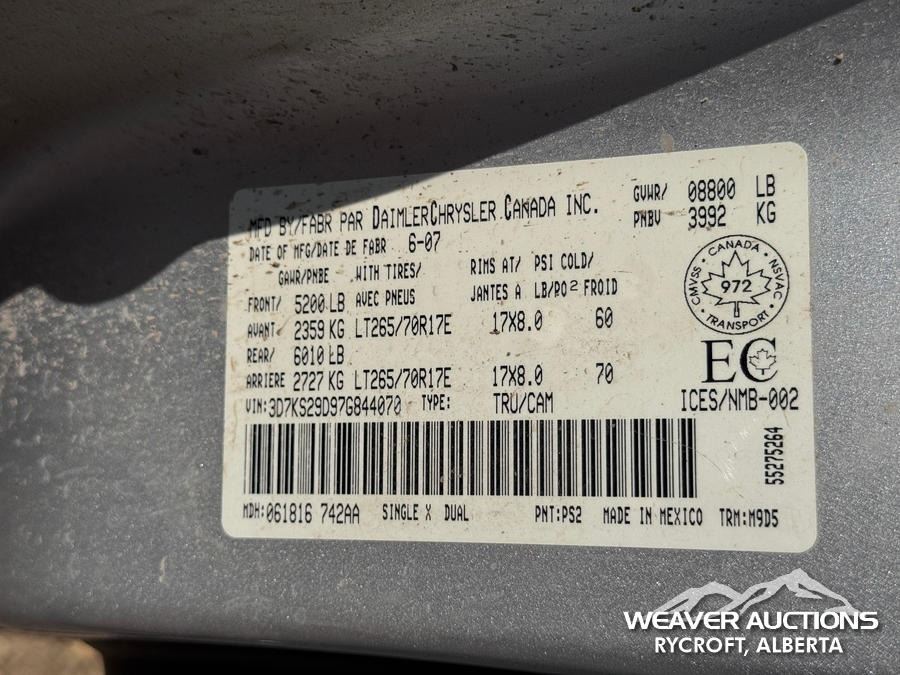 MFD BY/FABR PAR DAIMLERCHRYSLER CANADA INC.
GVWR/ 08800 LB
PNBV 3992 KG
DATE OF MFG/DATE DE FABR 6-07
GAWR/PNBE WITH TIRES/ RIMS AT/ PSI COLD/
FRONT/ 5200 LB AVEC PNEUS JANTES A LB/PO² FROID
AVANT 2359 KG LT265/70R17E 17X8.0 60
REAR/ 6010 LB
ARRIERE 2727 KG LT265/70R17E 17X8.0 70
VIN:3D7KS29D97G844070 TYPE: TRU/CAM
CANADA
CMVSS 972 NSVAC
TRANSPORT
EC
ICES/NMB-002
55275264
MDH:061816 742AA SINGLE X DUAL PNT:PS2 MADE IN MEXICO TRM:M9D5
WEAVER AUCTIONS
RYCROFT, ALBERTA